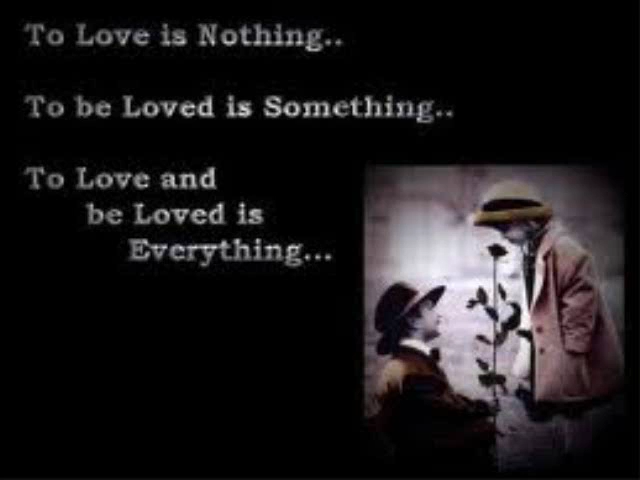 To Love is Nothing..
To be Loved is Something..
To Love and
be Loved is
Everything...